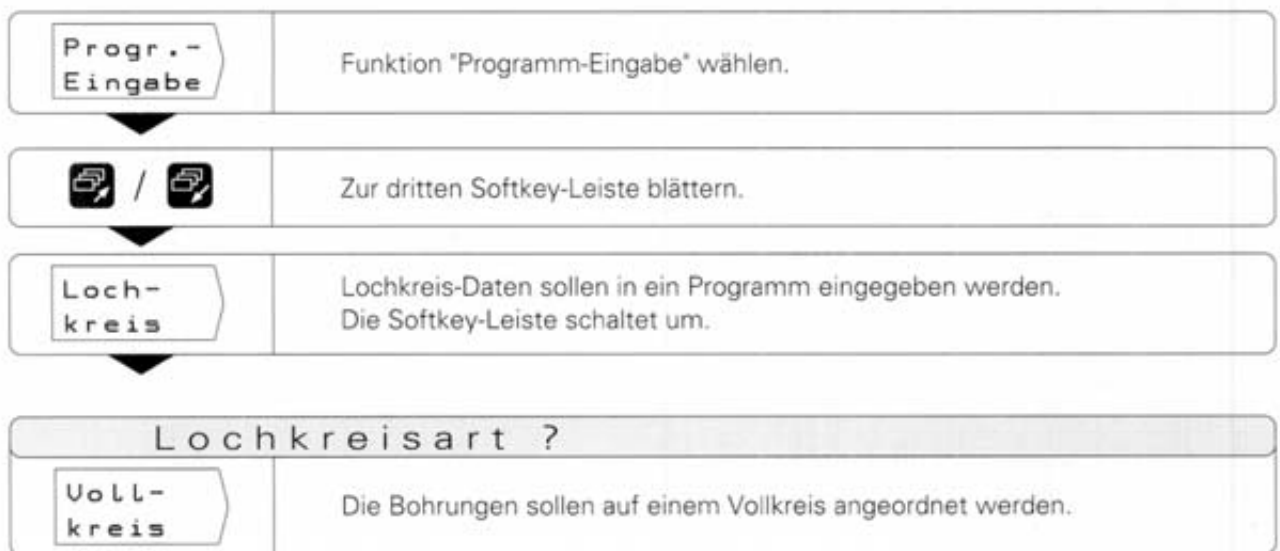 Progr.-
Eingabe
Funktion "Programm-Eingabe" wählen.
/
Zur dritten Softkey-Leiste blättern.
Loch-
kreis
Lochkreis-Daten sollen in ein Programm eingegeben werden.
Die Softkey-Leiste schaltet um.
Lochkreisart ?
Voll-
kreis
Die Bohrungen sollen auf einem Vollkreis angeordnet werden.